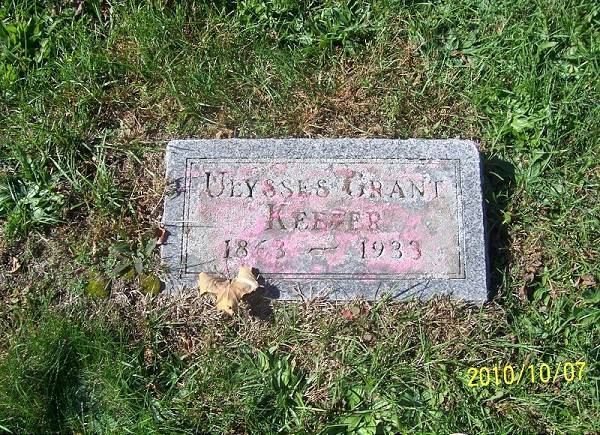 ULYSSES GRANT
KEEFER
1863 — 1933
2010/10/07